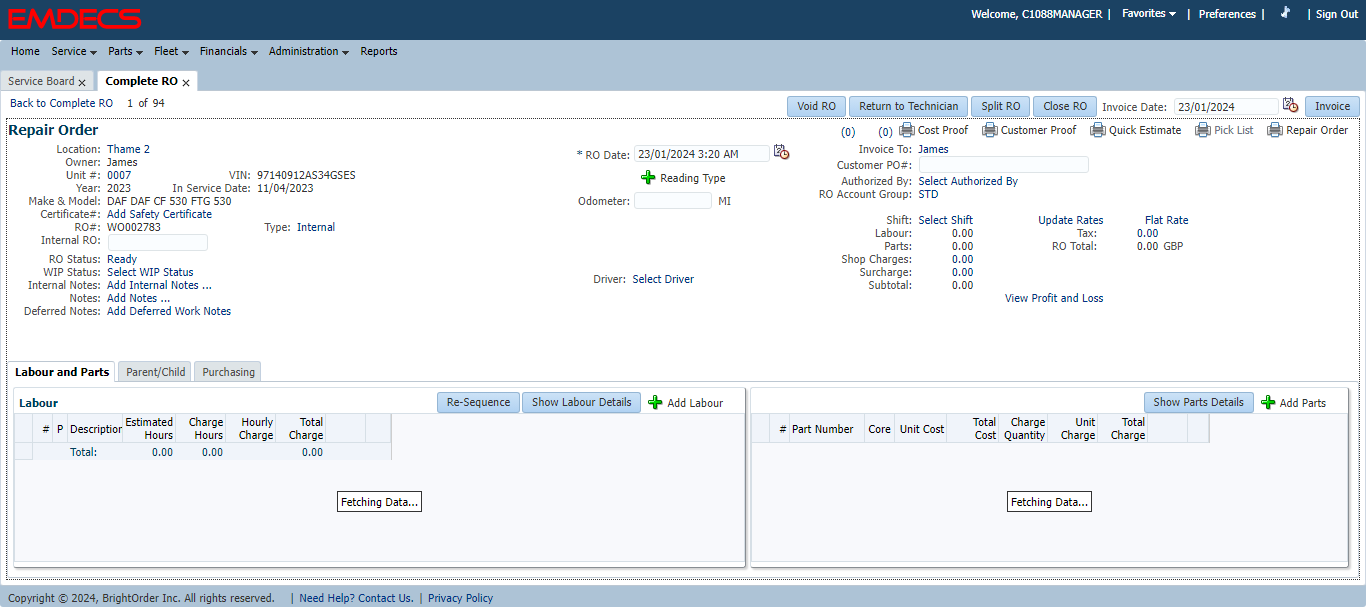 EMDECS
Welcome, C1088MANAGER | Favorites | Preferences | | Sign Out
Home Service Parts Fleet Financials Administration Reports
Service Board x Complete RO x
Back to Complete RO 1 of 94
Void RO Return to Technician Split RO Close RO Invoice Date: 23/01/2024 Invoice
Repair Order
(0) (0) Cost Proof Customer Proof Quick Estimate Pick List Repair Order
Location: Thame 2
Owner: James
Unit #: 0007 VIN: 97140912AS34GSES
Year: 2023 In Service Date: 11/04/2023
Make & Model: DAF DAF CF 530 FTG 530
Certificate#: Add Safety Certificate
RO#: WO002783 Type: Internal
Internal RO:
RO Status: Ready
WIP Status: Select WIP Status
Internal Notes: Add Internal Notes ...
Notes: Add Notes ...
Deferred Notes: Add Deferred Work Notes
* RO Date: 23/01/2024 3:20 AM
Reading Type
Odometer: MI
Driver: Select Driver
Invoice To: James
Customer PO#:
Authorized By: Select Authorized By
RO Account Group: STD
Shift: Select Shift Update Rates Flat Rate
Labour: 0.00 Tax: 0.00
Parts: 0.00 RO Total: 0.00 GBP
Shop Charges: 0.00
Surcharge: 0.00
Subtotal: 0.00
View Profit and Loss
Labour and Parts Parent/Child Purchasing
Labour Re-Sequence Show Labour Details Add Labour
# P Description Estimated Hours Charge Hours Hourly Charge Total Charge
Total: 0.00 0.00 0.00
Fetching Data...
Show Parts Details Add Parts
# Part Number Core Unit Cost Total Cost Charge Quantity Unit Charge Total Charge
Fetching Data...
Copyright © 2024, BrightOrder Inc. All rights reserved. | Need Help? Contact Us. | Privacy Policy